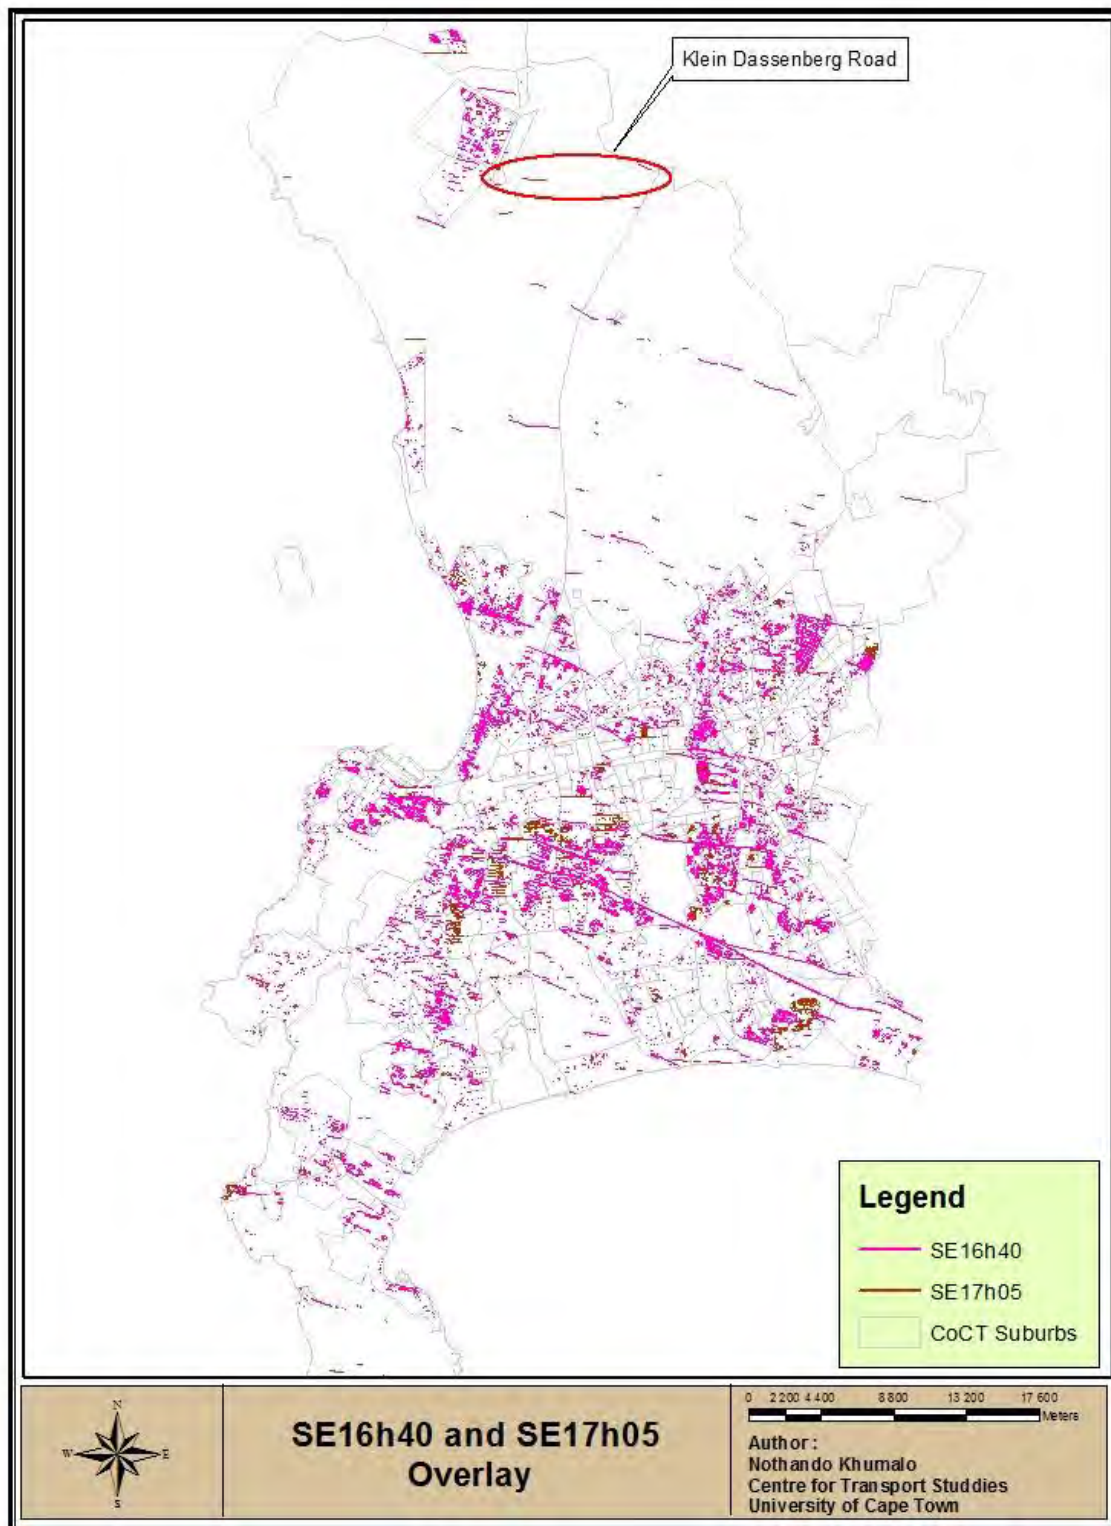 Klein Dassenberg Road
Legend
SE16h40
SE17h05
CoCT Suburbs
N
W E
S
SE16h40 and SE17h05
Overlay
0 2 200 4 400 8 800 13 200 17 600
Meters
Author :
Nothando Khumalo
Centre for Transport Studdies
University of Cape Town